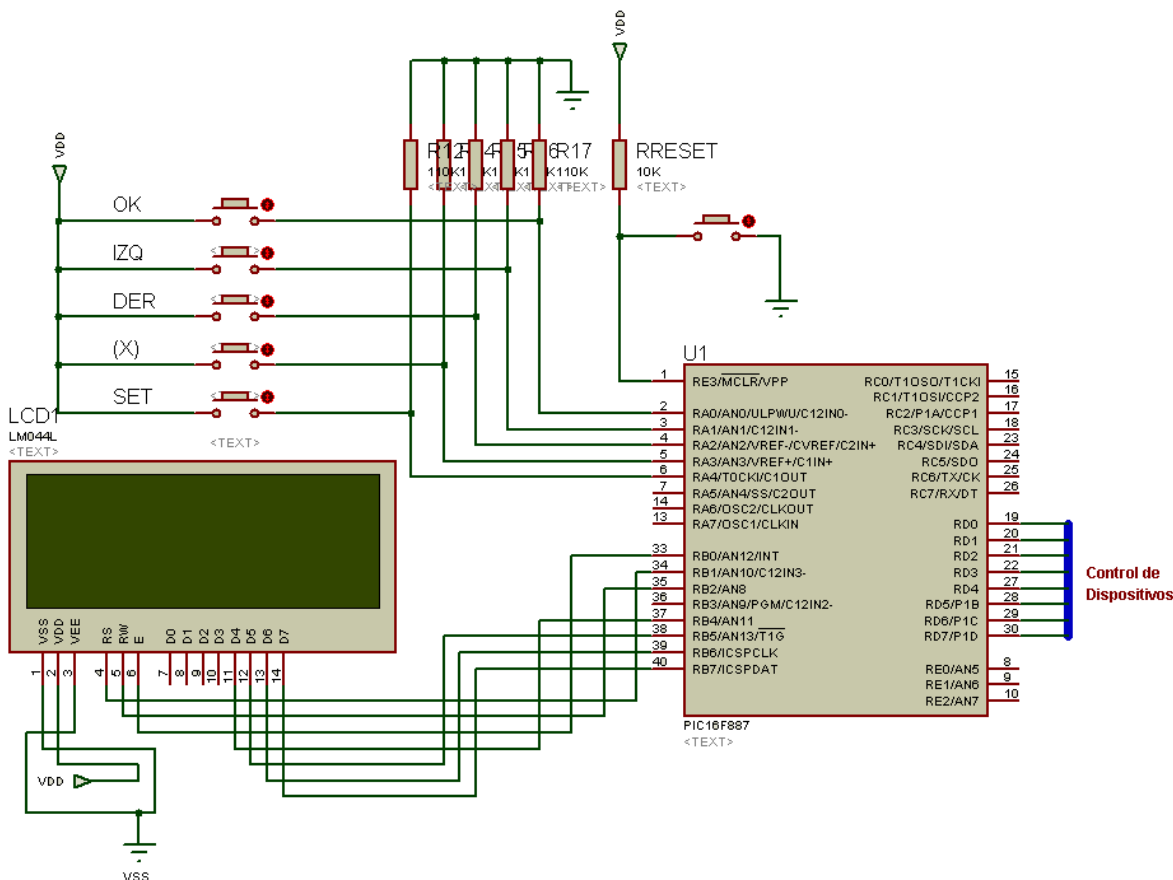 VDD
VDD
R17
110K
<TEXT>
RRESET
10K
<TEXT>
OK
IZQ
DER
(X)
SET
<TEXT>
LCD1
LM044L
<TEXT>
VSS
VDD
VEE
RS
RW
E
D0
D1
D2
D3
D4
D5
D6
D7
1
2
3
4
5
6
7
8
9
10
11
12
13
14
VDD
VSS
U1
1 RE3/MCLR/VPP
2 RA0/AN0/ULPWU/C12IN0-
3 RA1/AN1/C12IN1-
4 RA2/AN2/VREF-/CVREF/C2IN+
5 RA3/AN3/VREF+/C1IN+
6 RA4/T0CKI/C1OUT
7 RA5/AN4/SS/C2OUT
14 RA6/OSC2/CLKOUT
13 RA7/OSC1/CLKIN
33 RB0/AN12/INT
34 RB1/AN10/C12IN3-
35 RB2/AN8
36 RB3/AN9/PGM/C12IN2-
37 RB4/AN11
38 RB5/AN13/T1G
39 RB6/ICSPCLK
40 RB7/ICSPDAT
RC0/T1OSO/T1CKI 15
RC1/T1OSI/CCP2 16
RC2/P1A/CCP1 17
RC3/SCK/SCL 18
RC4/SDI/SDA 23
RC5/SDO 24
RC6/TX/CK 25
RC7/RX/DT 26
RD0 19
RD1 20
RD2 21
RD3 22
RD4 27
RD5/P1B 28
RD6/P1C 29
RD7/P1D 30
RE0/AN5 8
RE1/AN6 9
RE2/AN7 10
PIC16F887
<TEXT>
Control de
Dispositivos